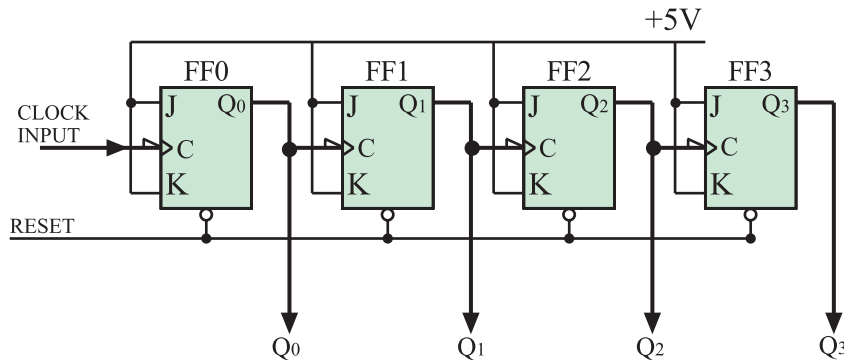 +5V
FF0 FF1 FF2 FF3
J Q0 J Q1 J Q2 J Q3
CLOCK
INPUT
C C C C
K K K K
RESET
Q0 Q1 Q2 Q3